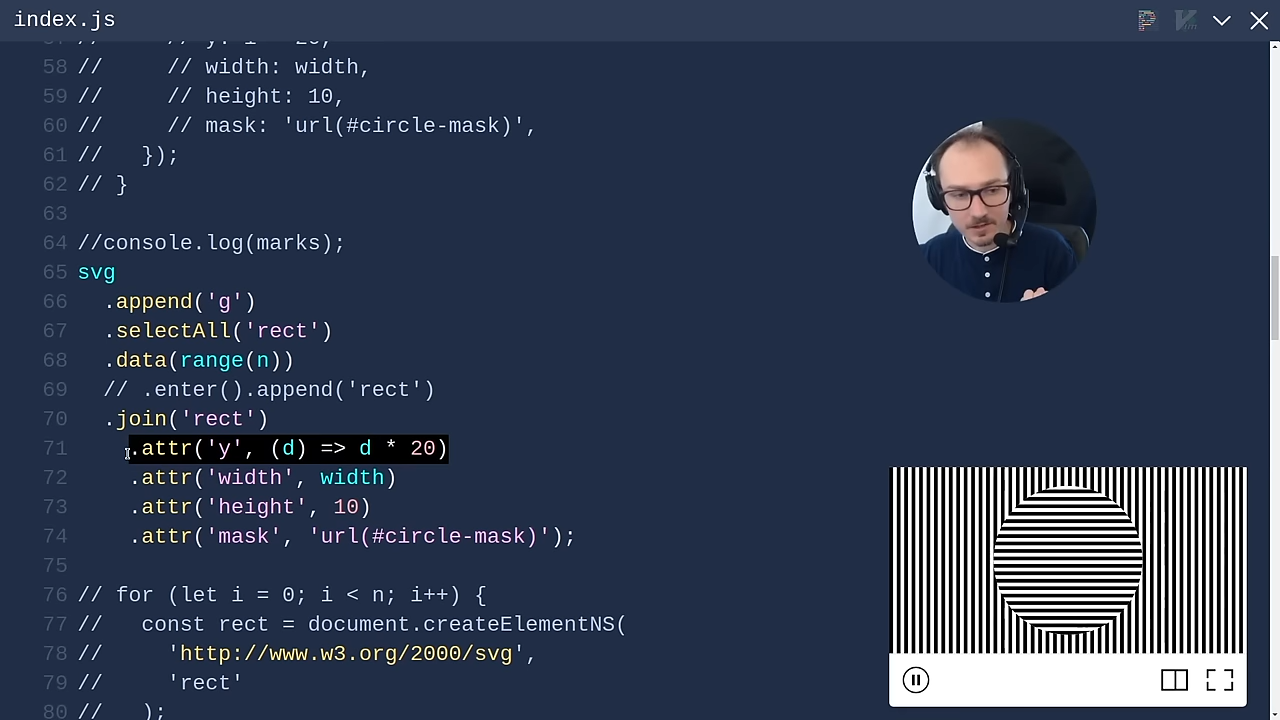 index.js
57 //     // y: i * 20,
58 //     // width: width,
59 //     // height: 10,
60 //     // mask: 'url(#circle-mask)',
61 //   });
62 // }
63
64 //console.log(marks);
65 svg
66   .append('g')
67   .selectAll('rect')
68   .data(range(n))
69   // .enter().append('rect')
70   .join('rect')
71     .attr('y', (d) => d * 20)
72     .attr('width', width)
73     .attr('height', 10)
74     .attr('mask', 'url(#circle-mask)');
75
76 // for (let i = 0; i < n; i++) {
77 //   const rect = document.createElementNS(
78 //     'http://www.w3.org/2000/svg',
79 //     'rect'
80 //   );